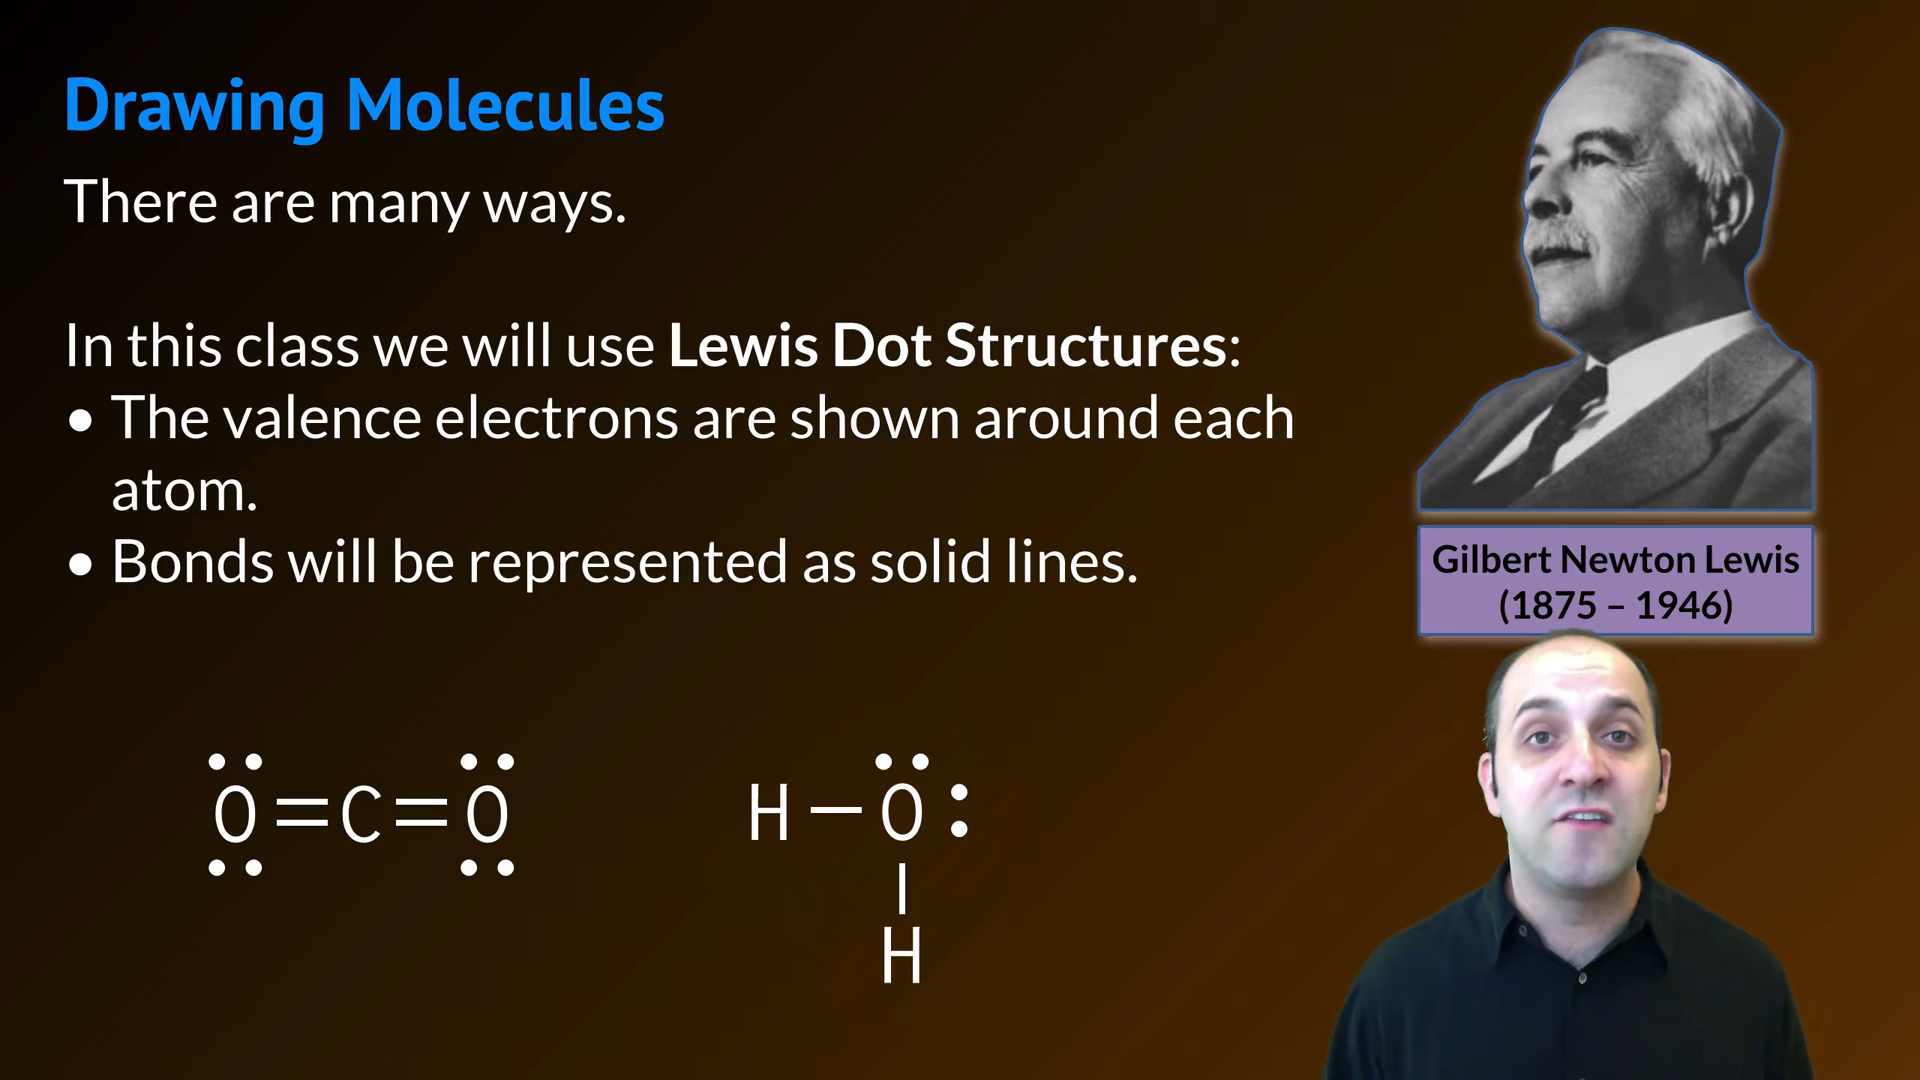 Drawing Molecules
There are many ways.
In this class we will use Lewis Dot Structures:
• The valence electrons are shown around each
atom.
• Bonds will be represented as solid lines.
Gilbert Newton Lewis
(1875 – 1946)
O=C=O
H–O
H